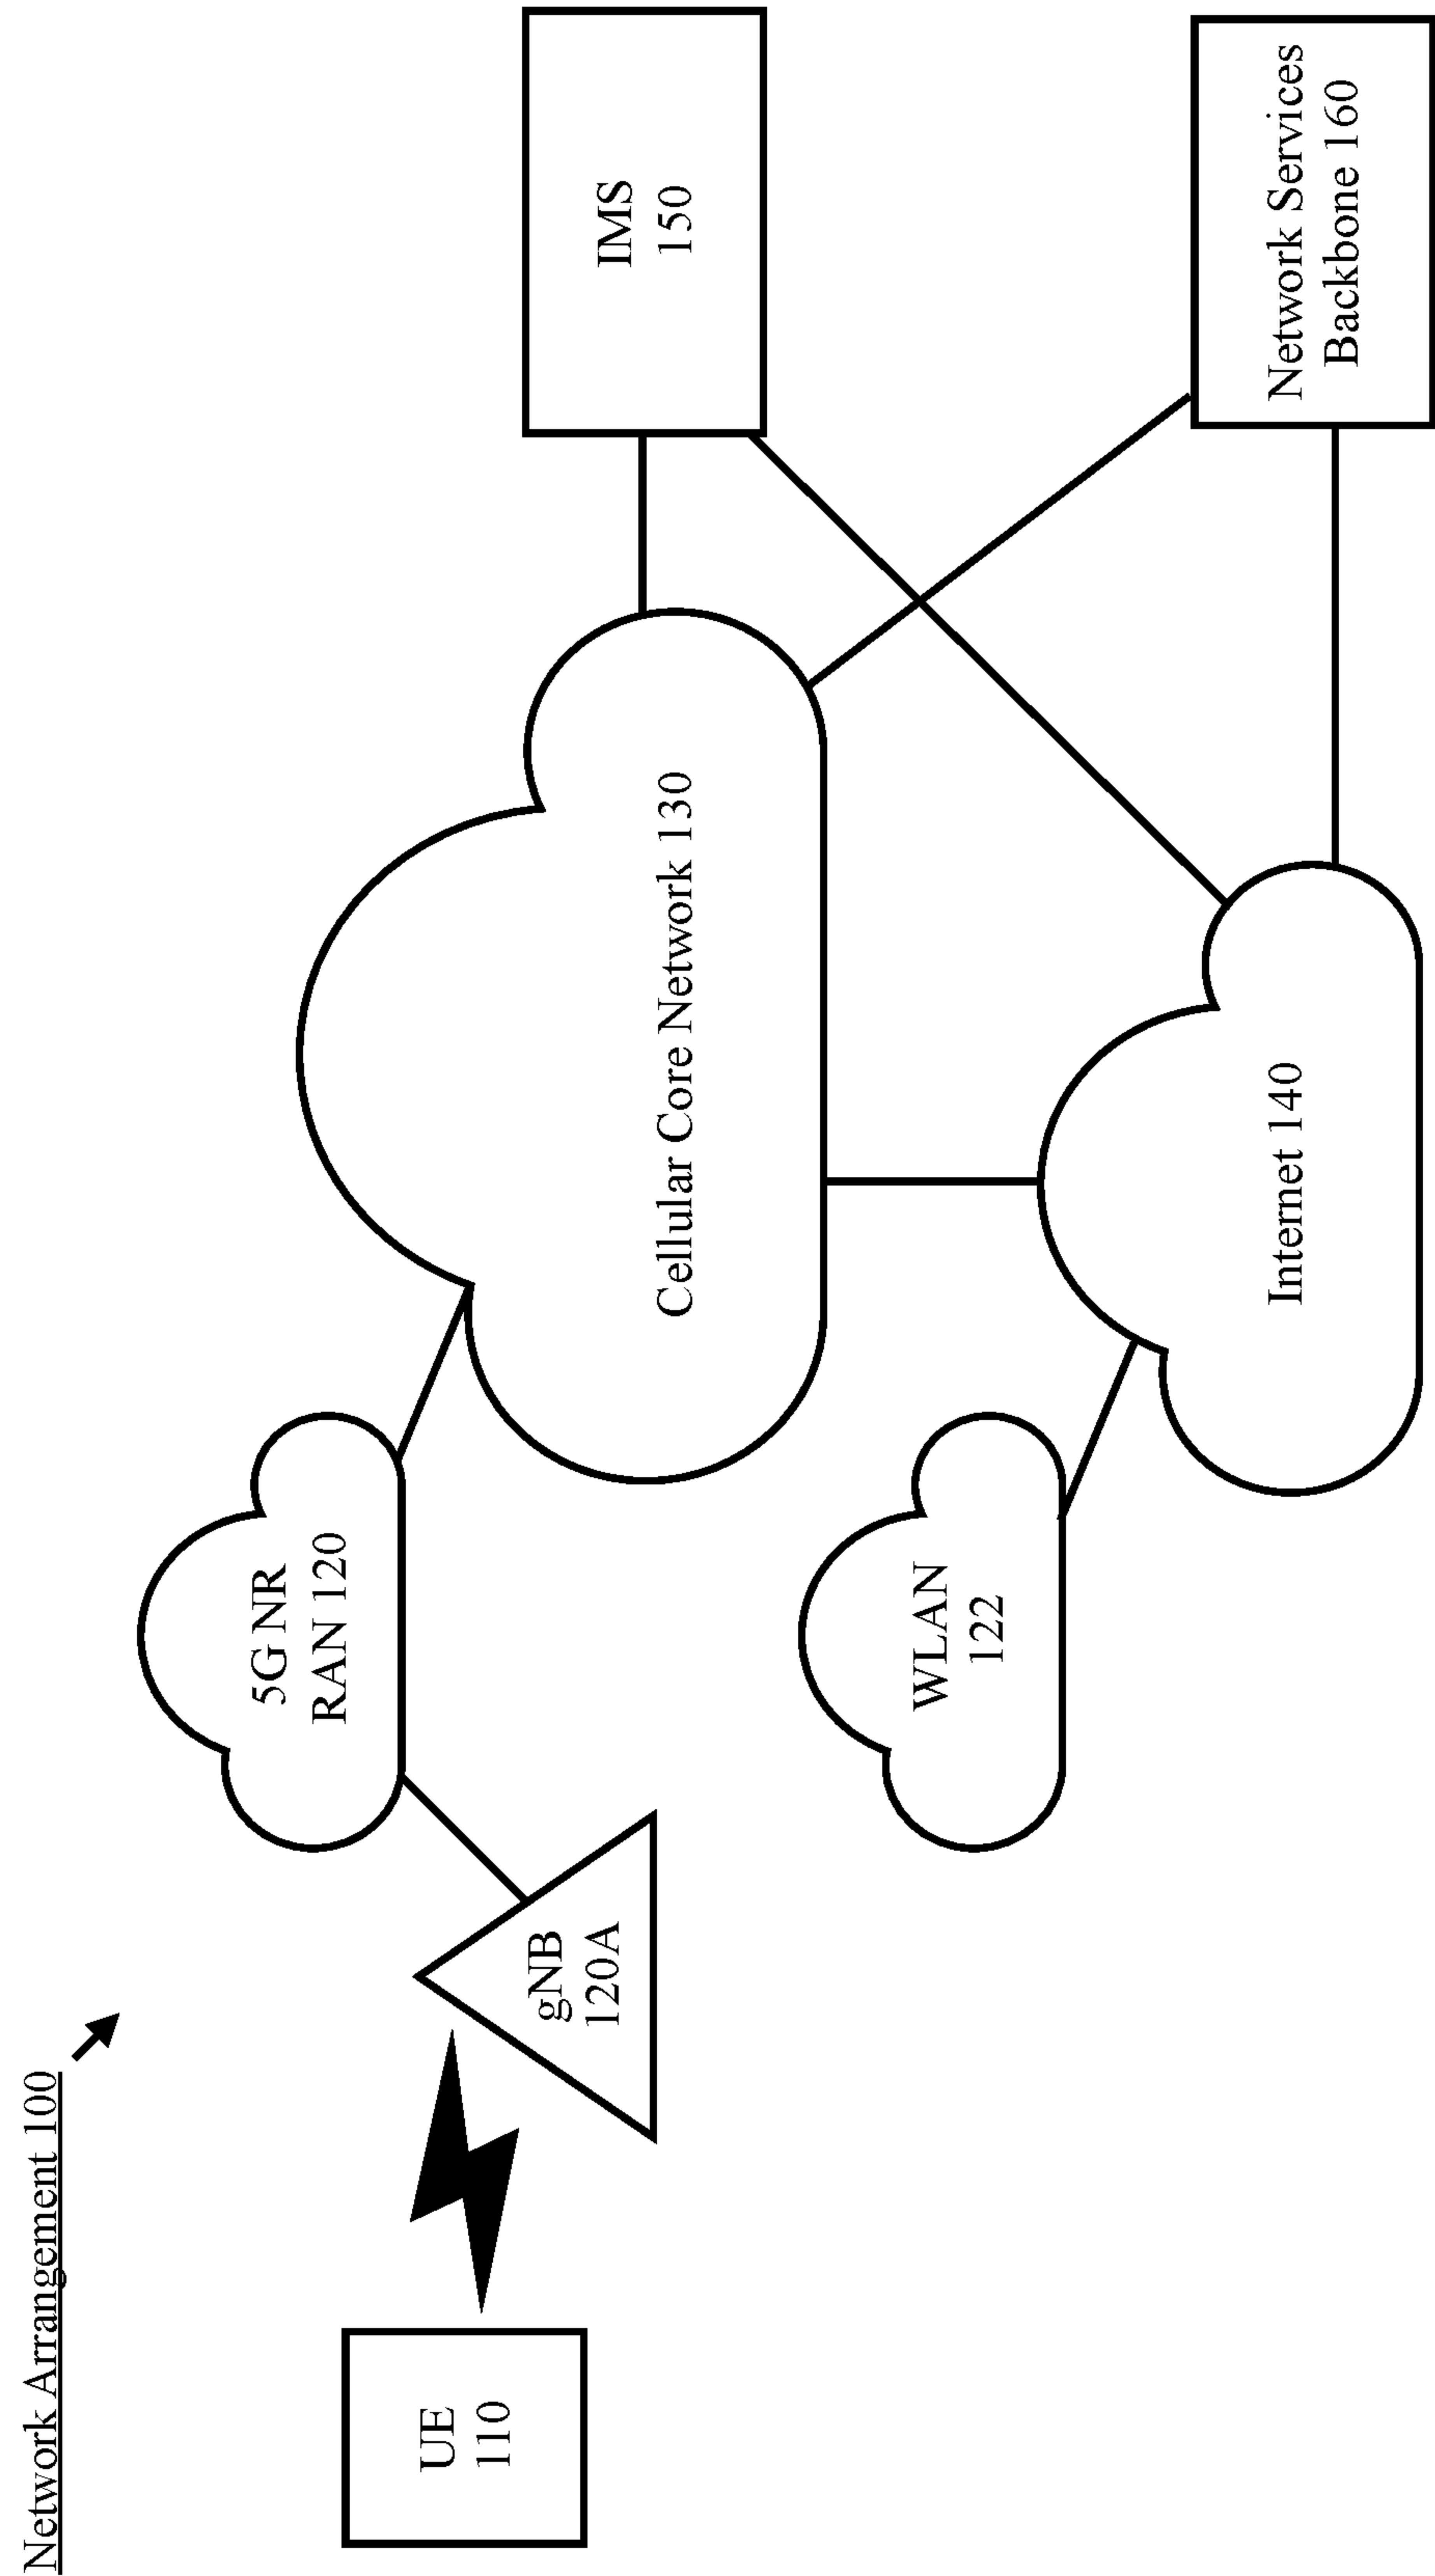 Network Arrangement 100
5G NR
RAN 120
UE
110
gNB
120A
Cellular Core Network 130
IMS
150
WLAN
122
Internet 140
Network Services
Backbone 160